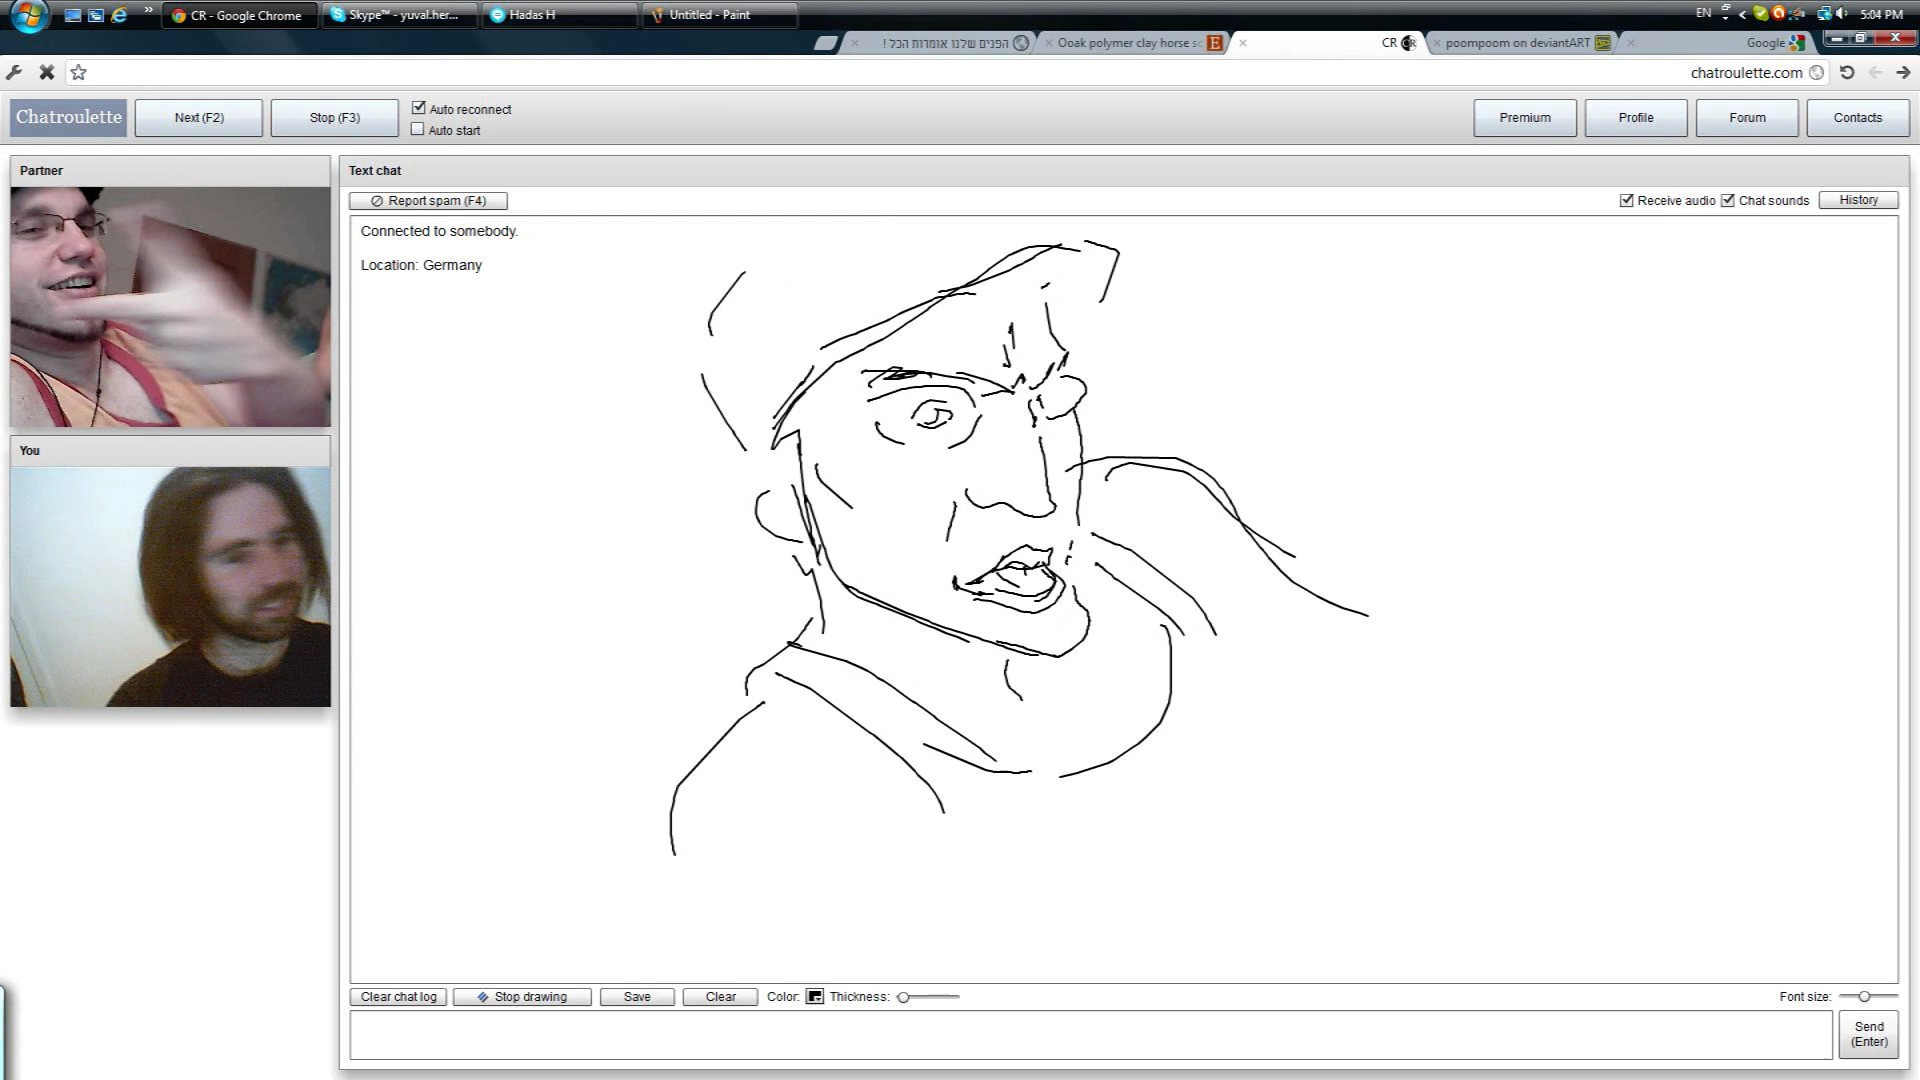 CR - Google Chrome
Skype™ - yuval.her...
Hadas H
Untitled - Paint
EN
5:04 PM
הפנים שלנו אומרות הכל !
Ooak polymer clay horse sc
CR
poompoom on deviantART
Google
chatroulette.com
Chatroulette
Next (F2)
Stop (F3)
Auto reconnect
Auto start
Premium
Profile
Forum
Contacts
Partner
You
Text chat
Report spam (F4)
Receive audio
Chat sounds
History
Connected to somebody.
Location: Germany
Clear chat log
Stop drawing
Save
Clear
Color:
Thickness:
Font size:
Send
(Enter)